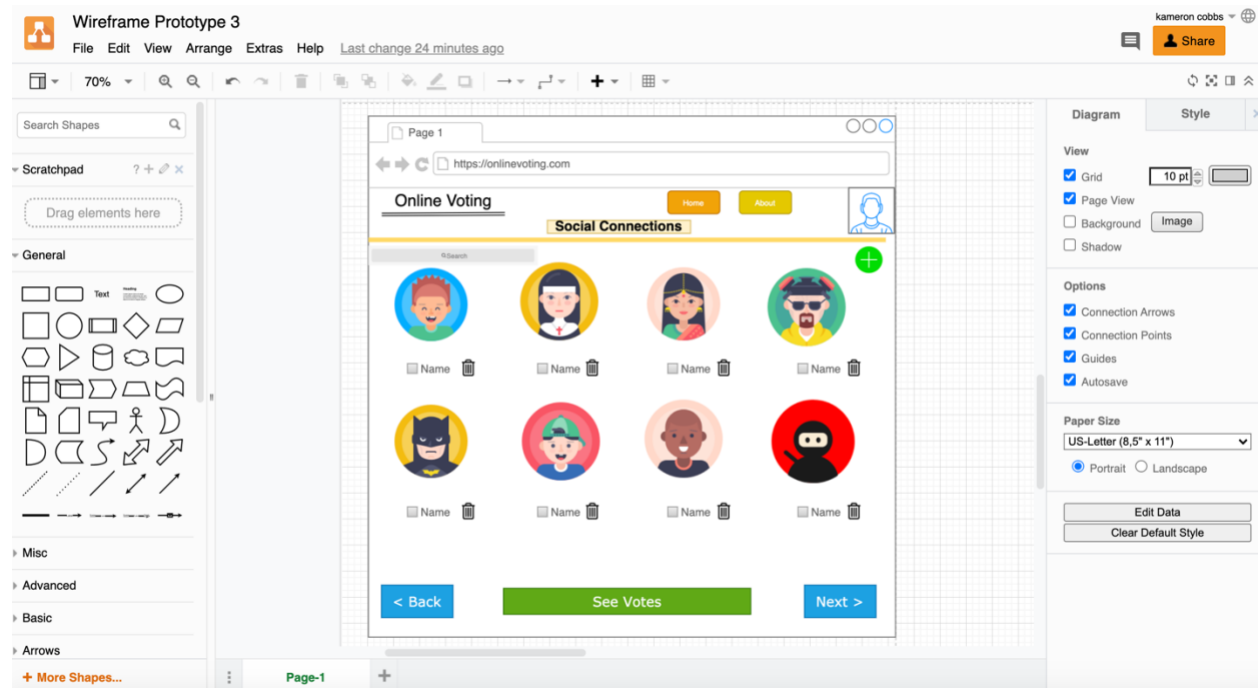 Wireframe Prototype 3
kameron cobbs
File Edit View Arrange Extras Help Last change 24 minutes ago
Share
70%
Search Shapes
Scratchpad
?
Drag elements here
General
Text
Heading
Misc
Advanced
Basic
Arrows
+ More Shapes...
Page 1
https://onlinevoting.com
Online Voting
Home
About
Social Connections
Search
Name Name Name Name
Name Name Name Name
< Back
See Votes
Next >
Page-1
Diagram
Style
View
Grid
10 pt
Page View
Background
Image
Shadow
Options
Connection Arrows
Connection Points
Guides
Autosave
Paper Size
US-Letter (8,5" x 11")
Portrait Landscape
Edit Data
Clear Default Style